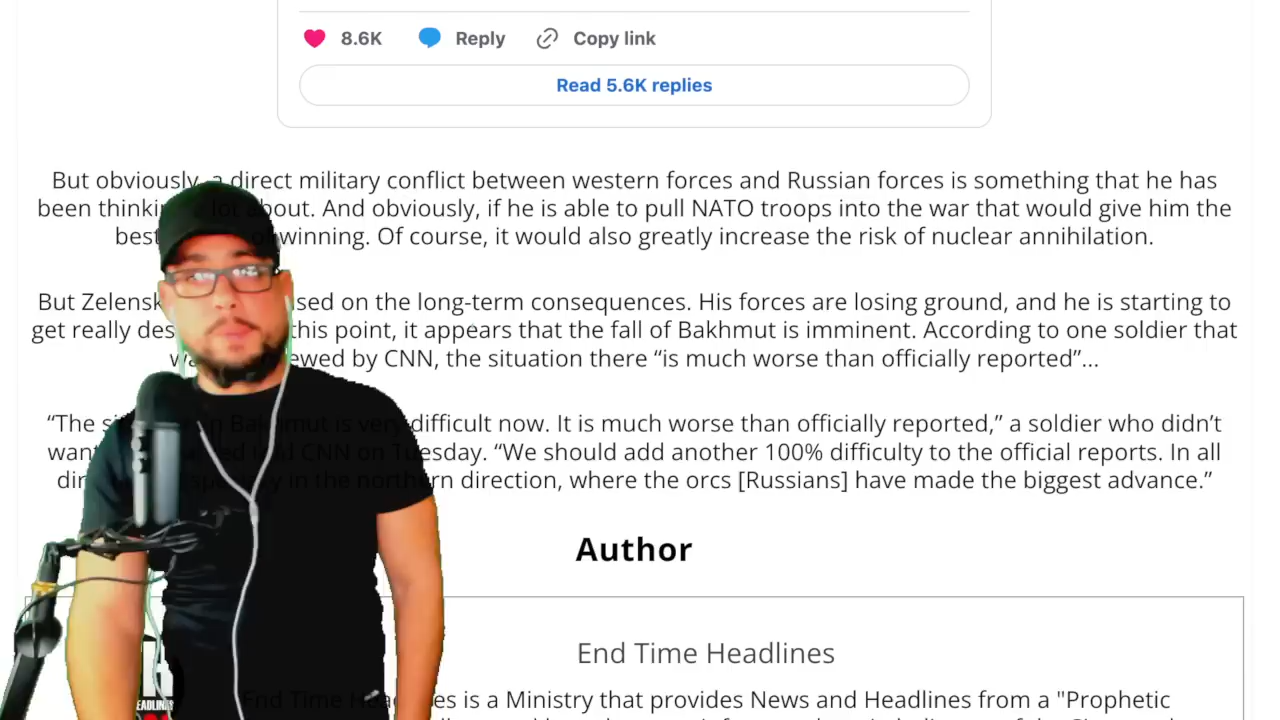 8.6K Reply Copy link
Read 5.6K replies
But obviously, a direct military conflict between western forces and Russian forces is something that he has
been about. And obviously, if he is able to pull NATO troops into the war that would give him the
best winning. Of course, it would also greatly increase the risk of nuclear annihilation.
But on the long-term consequences. His forces are losing ground, and he is starting to
get really this point, it appears that the fall of Bakhmut is imminent. According to one soldier that
by CNN, the situation there “is much worse than officially reported”...
“The in Bakhmut is very difficult now. It is much worse than officially reported,” a soldier who didn’t
CNN on Tuesday. “We should add another 100% difficulty to the official reports. In all
in the northern direction, where the orcs [Russians] have made the biggest advance.”
Author
End Time Headlines
End Time Headlines is a Ministry that provides News and Headlines from a "Prophetic
HEADLINES